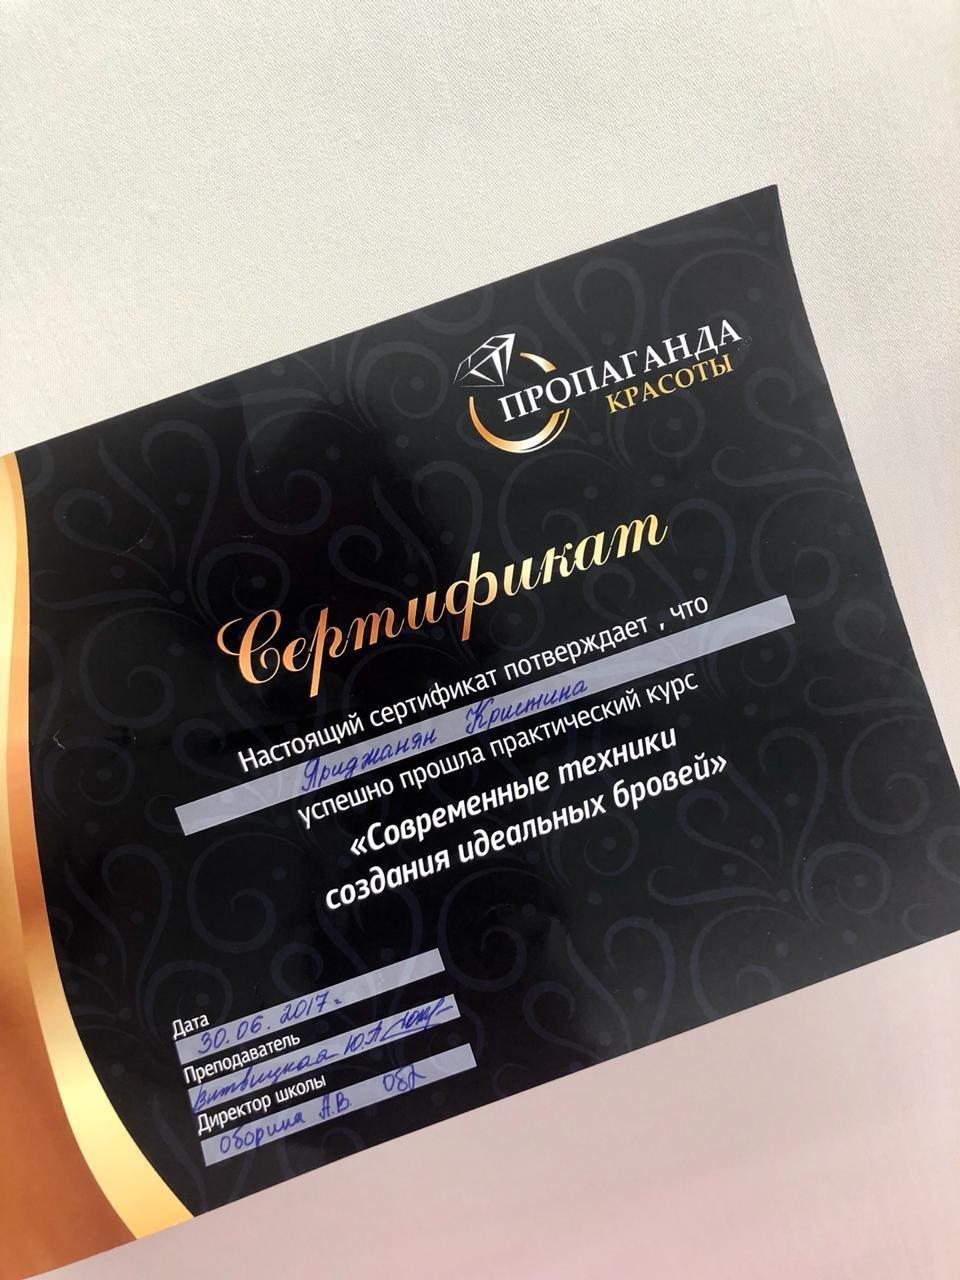 ПРОПАГАНДА
КРАСОТЫ
Сертификат
Настоящий сертификат потверждает , что
Яриджанян Кристина
успешно прошла практический курс
«Современные техники
создания идеальных бровей»
Дата
30.06.2017г.
Преподаватель
Витвицкая Ю.А.
Директор школы
Оборина А.В.